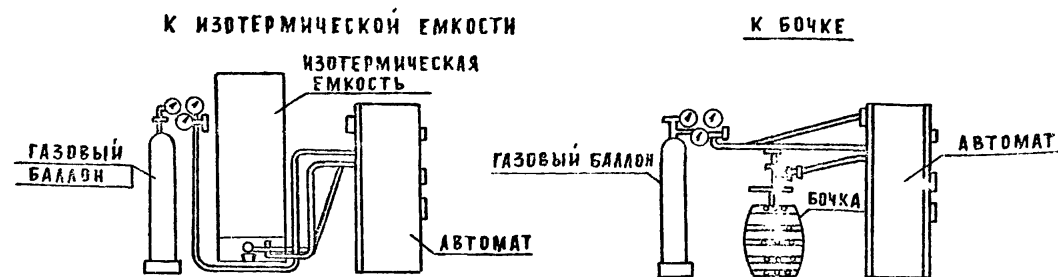 К ИЗОТЕРМИЧЕСКОЙ ЕМКОСТИ
ИЗОТЕРМИЧЕСКАЯ
ЕМКОСТЬ
ГАЗОВЫЙ
БАЛЛОН
АВТОМАТ
К БОЧКЕ
ГАЗОВЫЙ БАЛЛОН
АВТОМАТ
БОЧКА